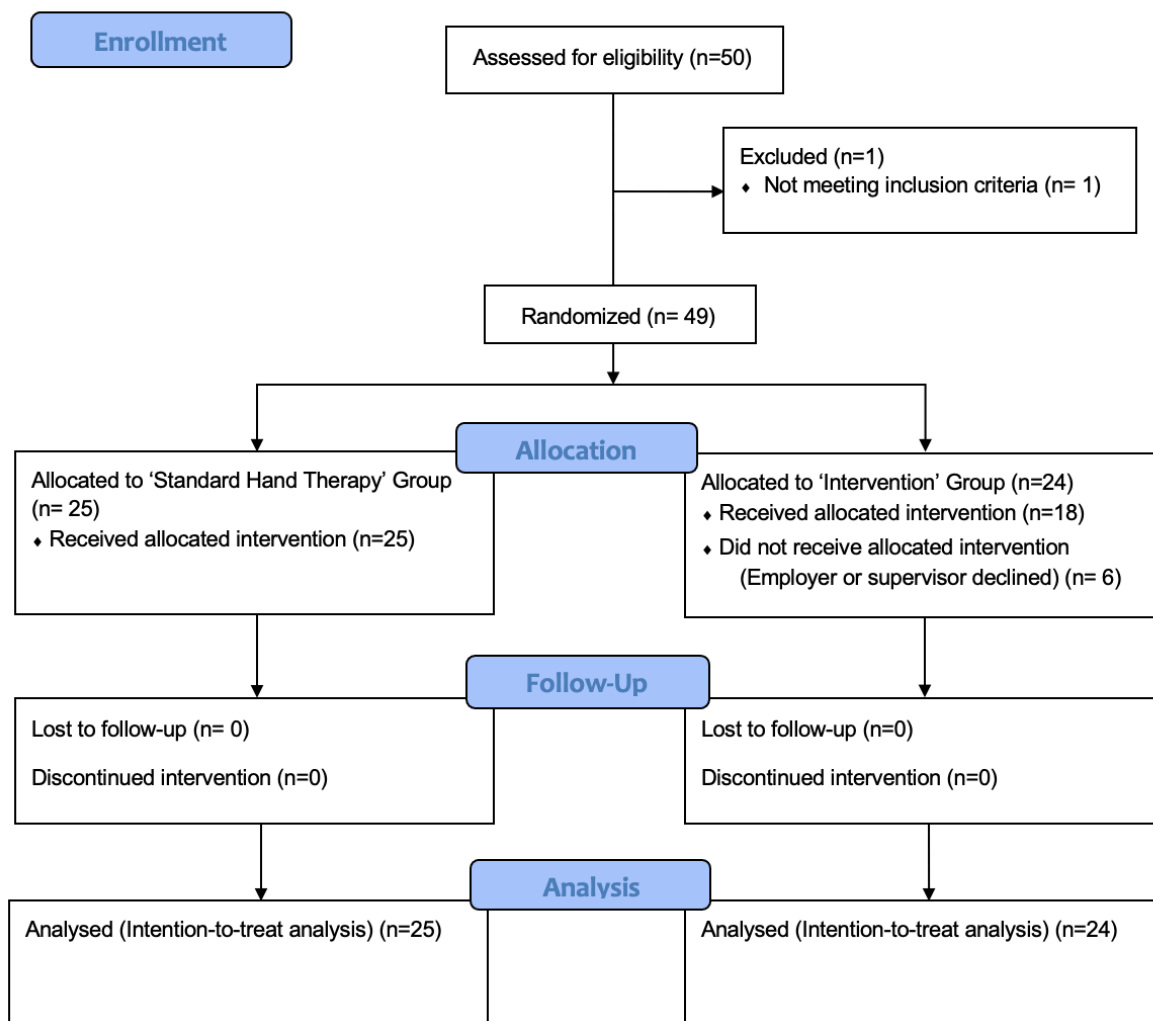 Enrollment
Assessed for eligibility (n=50)
Excluded (n=1)
♦ Not meeting inclusion criteria (n= 1)
Randomized (n= 49)
Allocation
Allocated to ‘Standard Hand Therapy’ Group
(n= 25)
♦ Received allocated intervention (n=25)
Allocated to ‘Intervention’ Group (n=24)
♦ Received allocated intervention (n=18)
♦ Did not receive allocated intervention
(Employer or supervisor declined) (n= 6)
Follow-Up
Lost to follow-up (n= 0)
Discontinued intervention (n=0)
Lost to follow-up (n=0)
Discontinued intervention (n=0)
Analysis
Analysed (Intention-to-treat analysis) (n=25)
Analysed (Intention-to-treat analysis) (n=24)